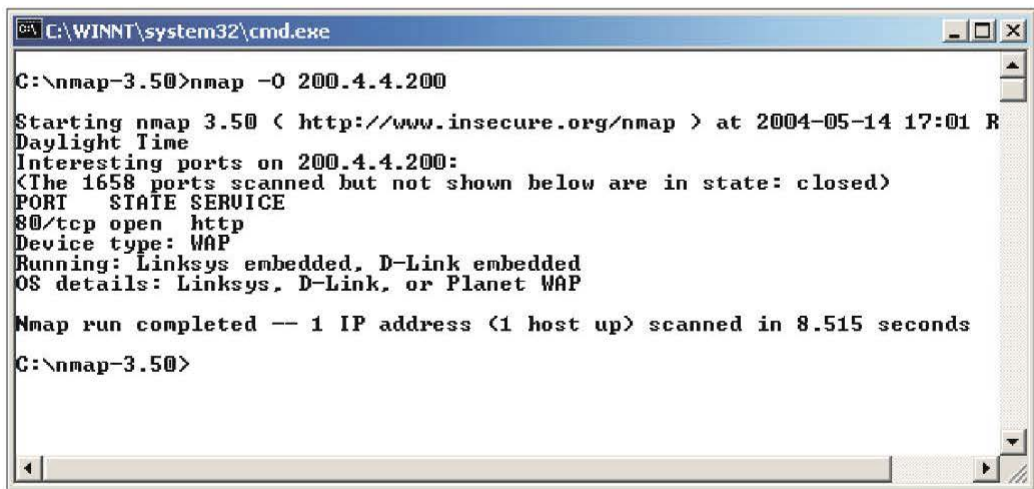 C:\WINNT\system32\cmd.exe
C:\nmap-3.50>nmap -O 200.4.4.200
Starting nmap 3.50 ( http://www.insecure.org/nmap ) at 2004-05-14 17:01 R
Daylight Time
Interesting ports on 200.4.4.200:
(The 1658 ports scanned but not shown below are in state: closed)
PORT   STATE SERVICE
80/tcp open  http
Device type: WAP
Running: Linksys embedded, D-Link embedded
OS details: Linksys, D-Link, or Planet WAP
Nmap run completed -- 1 IP address (1 host up) scanned in 8.515 seconds
C:\nmap-3.50>